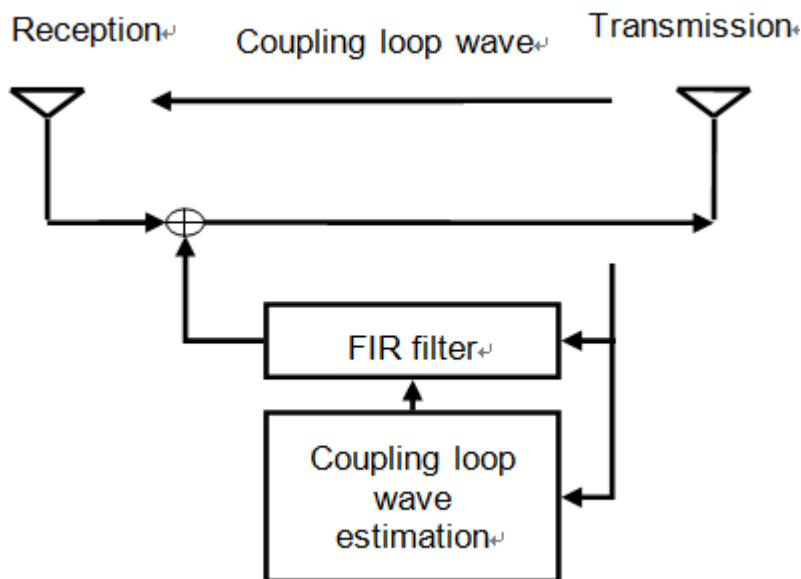 Reception↵
Coupling loop wave↵
Transmission↵
FIR filter↵
Coupling loop
wave
estimation↵